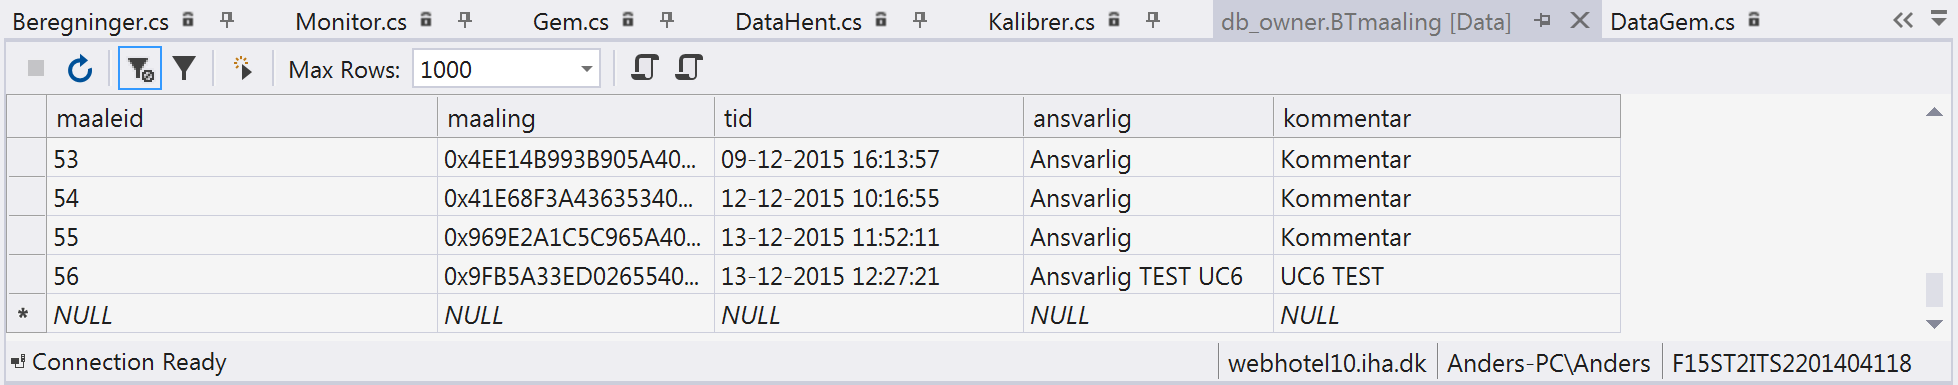 Beregninger.cs Monitor.cs Gem.cs DataHent.cs Kalibrer.cs db_owner.BTmaaling [Data] DataGem.cs
Max Rows: 1000
maaleid maaling tid ansvarlig kommentar
53 0x4EE14B993B905A40... 09-12-2015 16:13:57 Ansvarlig Kommentar
54 0x41E68F3A43635340... 12-12-2015 10:16:55 Ansvarlig Kommentar
55 0x969E2A1C5C965A40... 13-12-2015 11:52:11 Ansvarlig Kommentar
56 0x9FB5A33ED0265540... 13-12-2015 12:27:21 Ansvarlig TEST UC6 UC6 TEST
* NULL NULL NULL NULL NULL
Connection Ready webhotel10.iha.dk Anders-PC\Anders F15ST2ITS2201404118